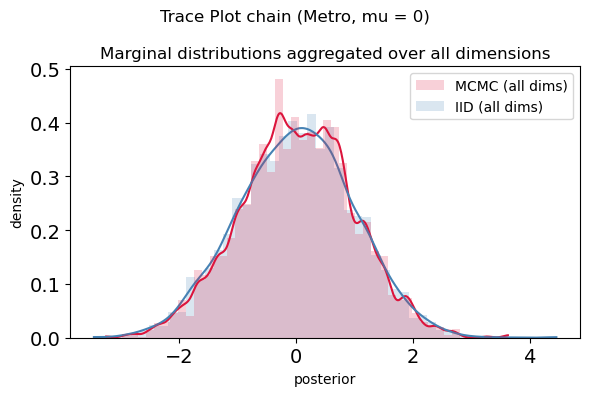 Trace Plot chain (Metro, mu = 0)
Marginal distributions aggregated over all dimensions
MCMC (all dims)
IID (all dims)
density
0.5
0.4
0.3
0.2
0.1
0.0
−2
0
2
4
posterior